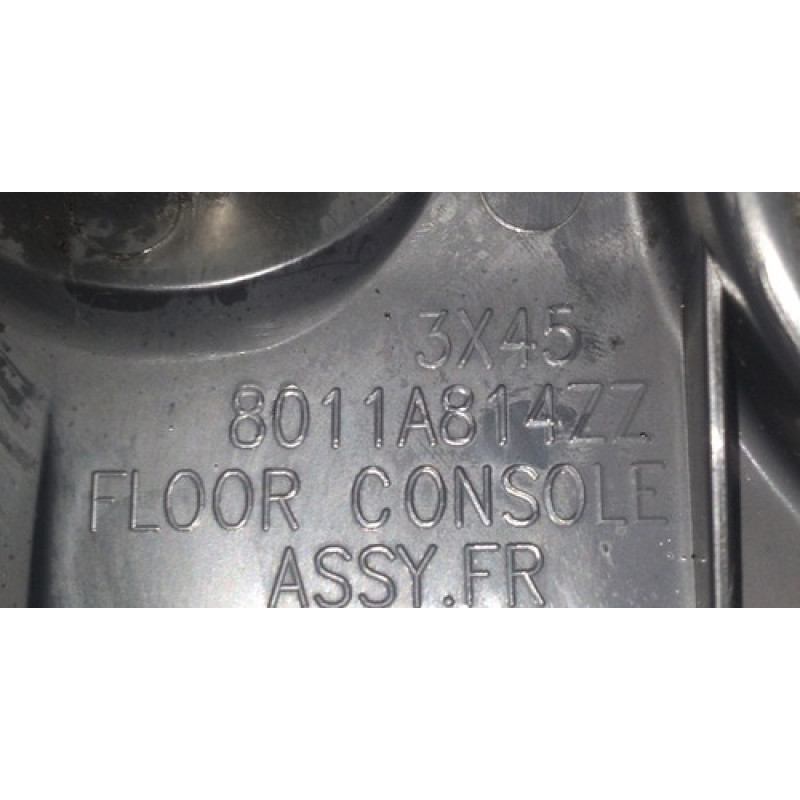 3X45
8011A814ZZ
FLOOR CONSOLE
ASSY.FR